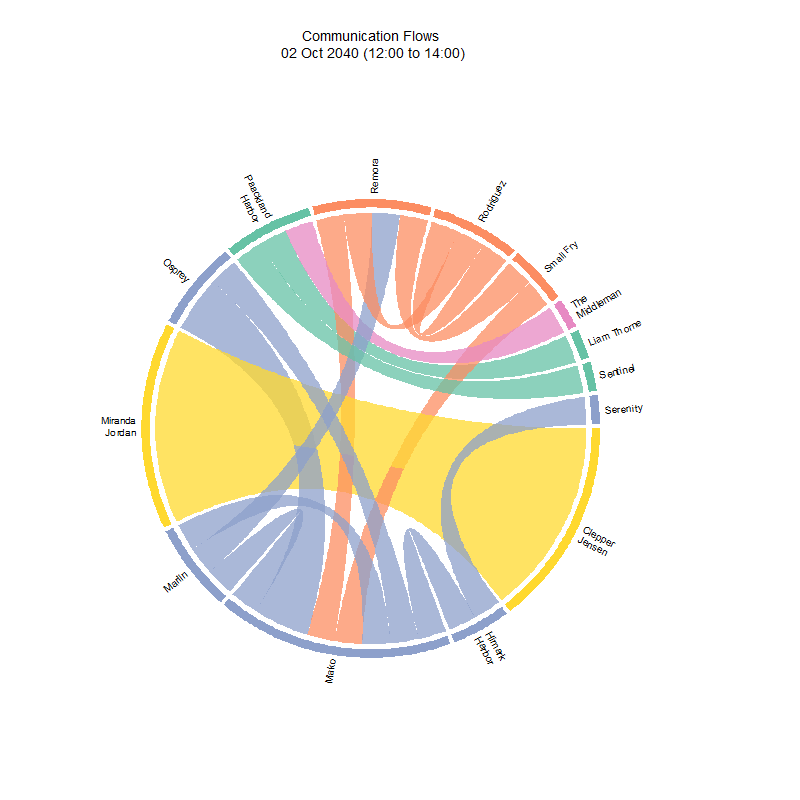 Communication Flows
02 Oct 2040 (12:00 to 14:00)
Remora
Rodriguez
Small Fry
The
Middleman
Liam Thorne
Sentinel
Serenity
Clepper
Jensen
Himark
Harbor
Mako
Marlin
Miranda
Jordan
Osprey
Paackland
Harbor